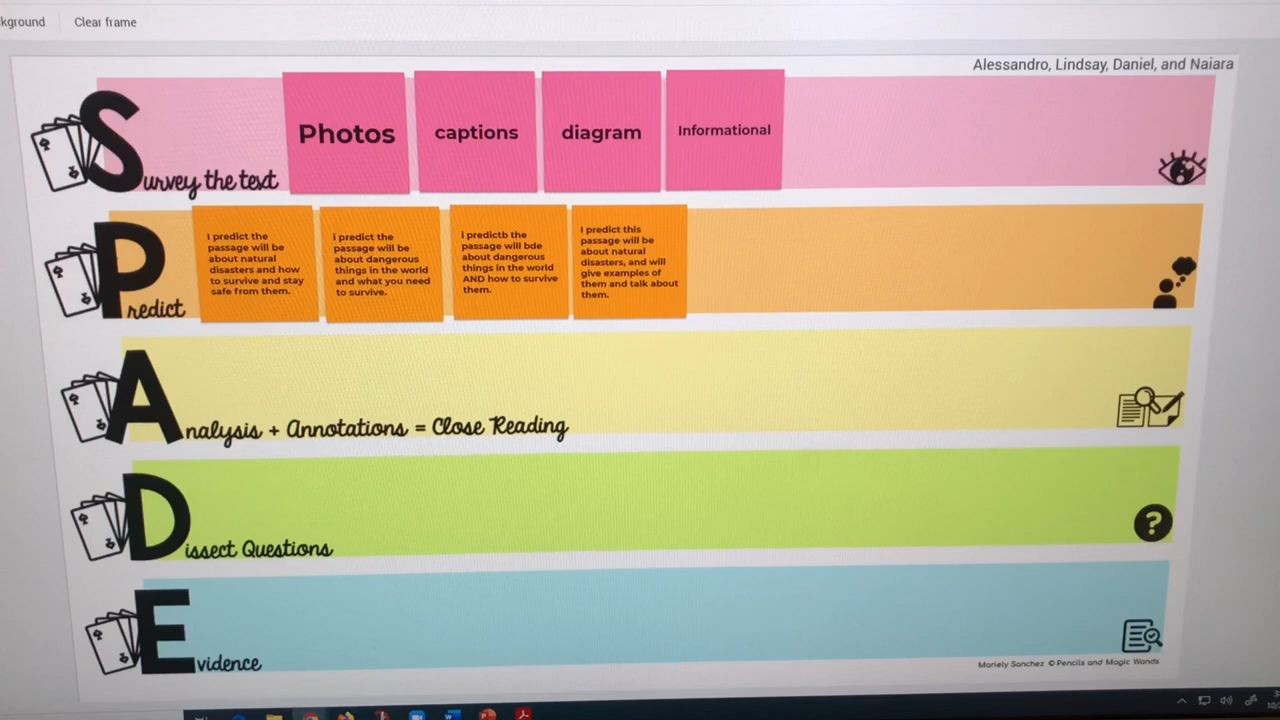 kground
Clear frame
Alessandro, Lindsay, Daniel, and Naiara
Survey the text
Photos
captions
diagram
Informational
Predict
I predict the
passage will be
about natural
disasters and how
to survive and stay
safe from them.
i predict the
passage will be
about dangerous
things in the world
and what you need
to survive.
I predictb the
passage will bde
about dangerous
things in the world
AND how to survive
them.
I predict this
passage will be
about natural
disasters, and will
give examples of
them and talk about
them.
Analysis + Annotations = Close Reading
Dissect Questions
?
Evidence
Mariely Sanchez © Pencils and Magic Wands